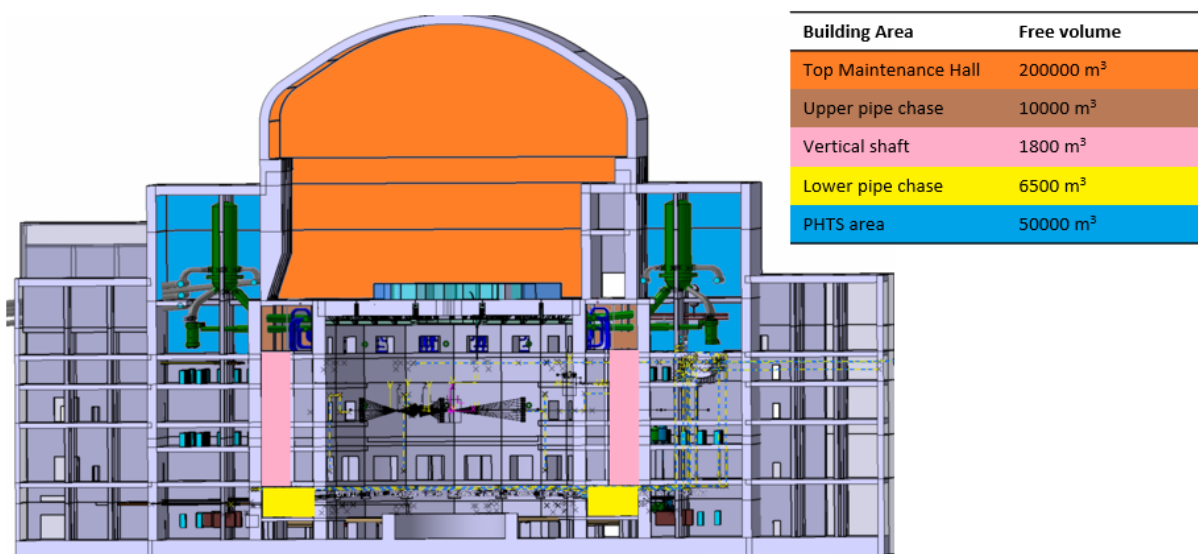 Building Area Free volume
Top Maintenance Hall 200000 m³
Upper pipe chase 10000 m³
Vertical shaft 1800 m³
Lower pipe chase 6500 m³
PHTS area 50000 m³